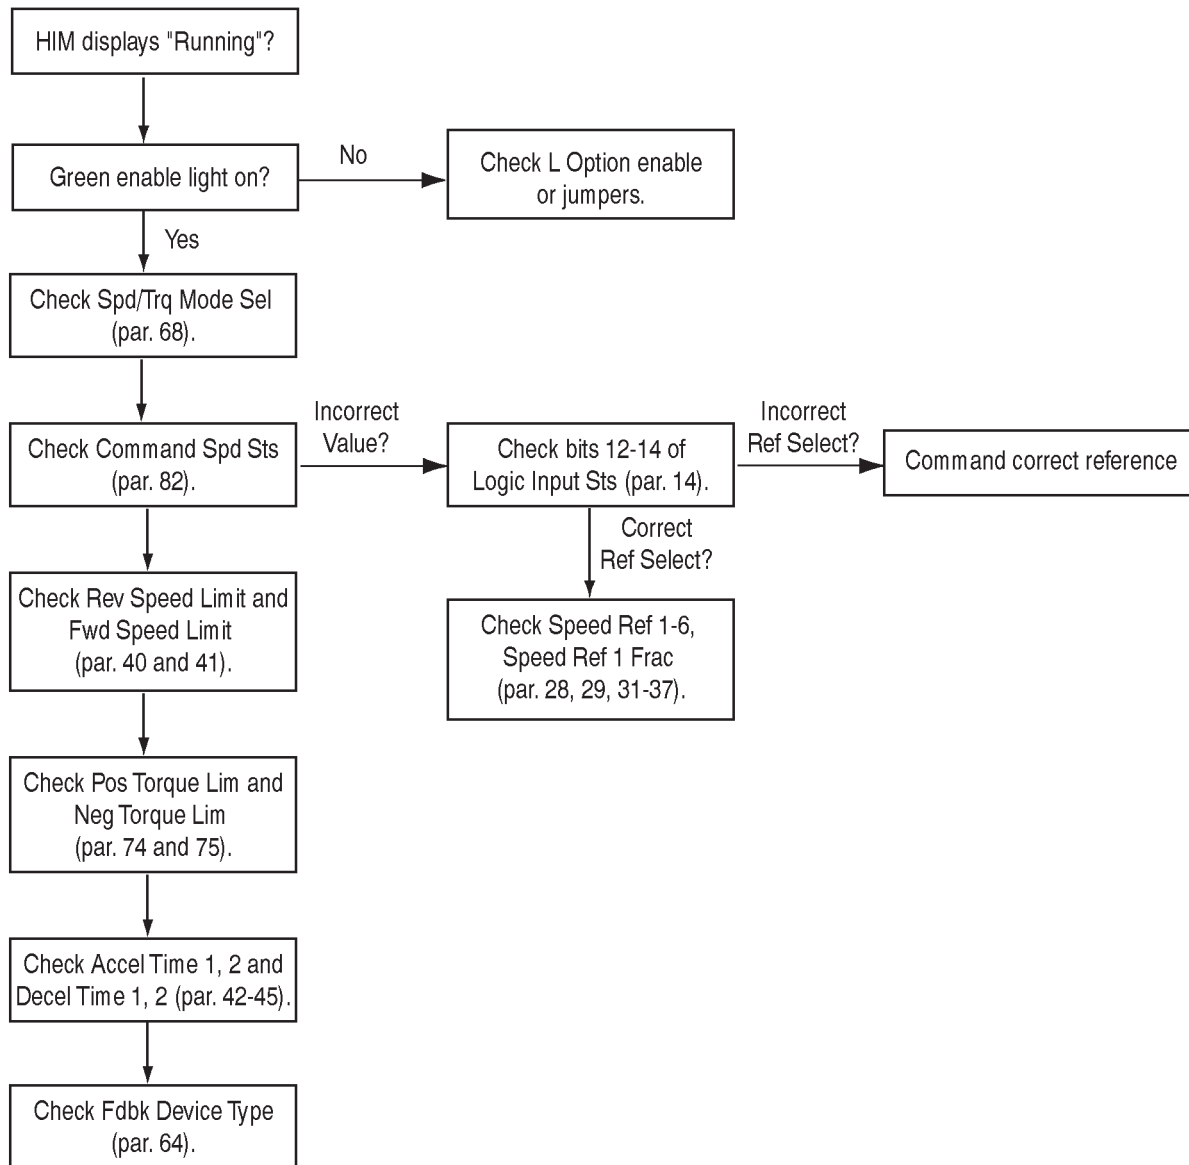 HIM displays "Running"?
Green enable light on?
No
Check L Option enable
or jumpers.
Yes
Check Spd/Trq Mode Sel
(par. 68).
Check Command Spd Sts
(par. 82).
Incorrect
Value?
Check bits 12-14 of
Logic Input Sts (par. 14).
Incorrect
Ref Select?
Command correct reference
Correct
Ref Select?
Check Speed Ref 1-6,
Speed Ref 1 Frac
(par. 28, 29, 31-37).
Check Rev Speed Limit and
Fwd Speed Limit
(par. 40 and 41).
Check Pos Torque Lim and
Neg Torque Lim
(par. 74 and 75).
Check Accel Time 1, 2 and
Decel Time 1, 2 (par. 42-45).
Check Fdbk Device Type
(par. 64).